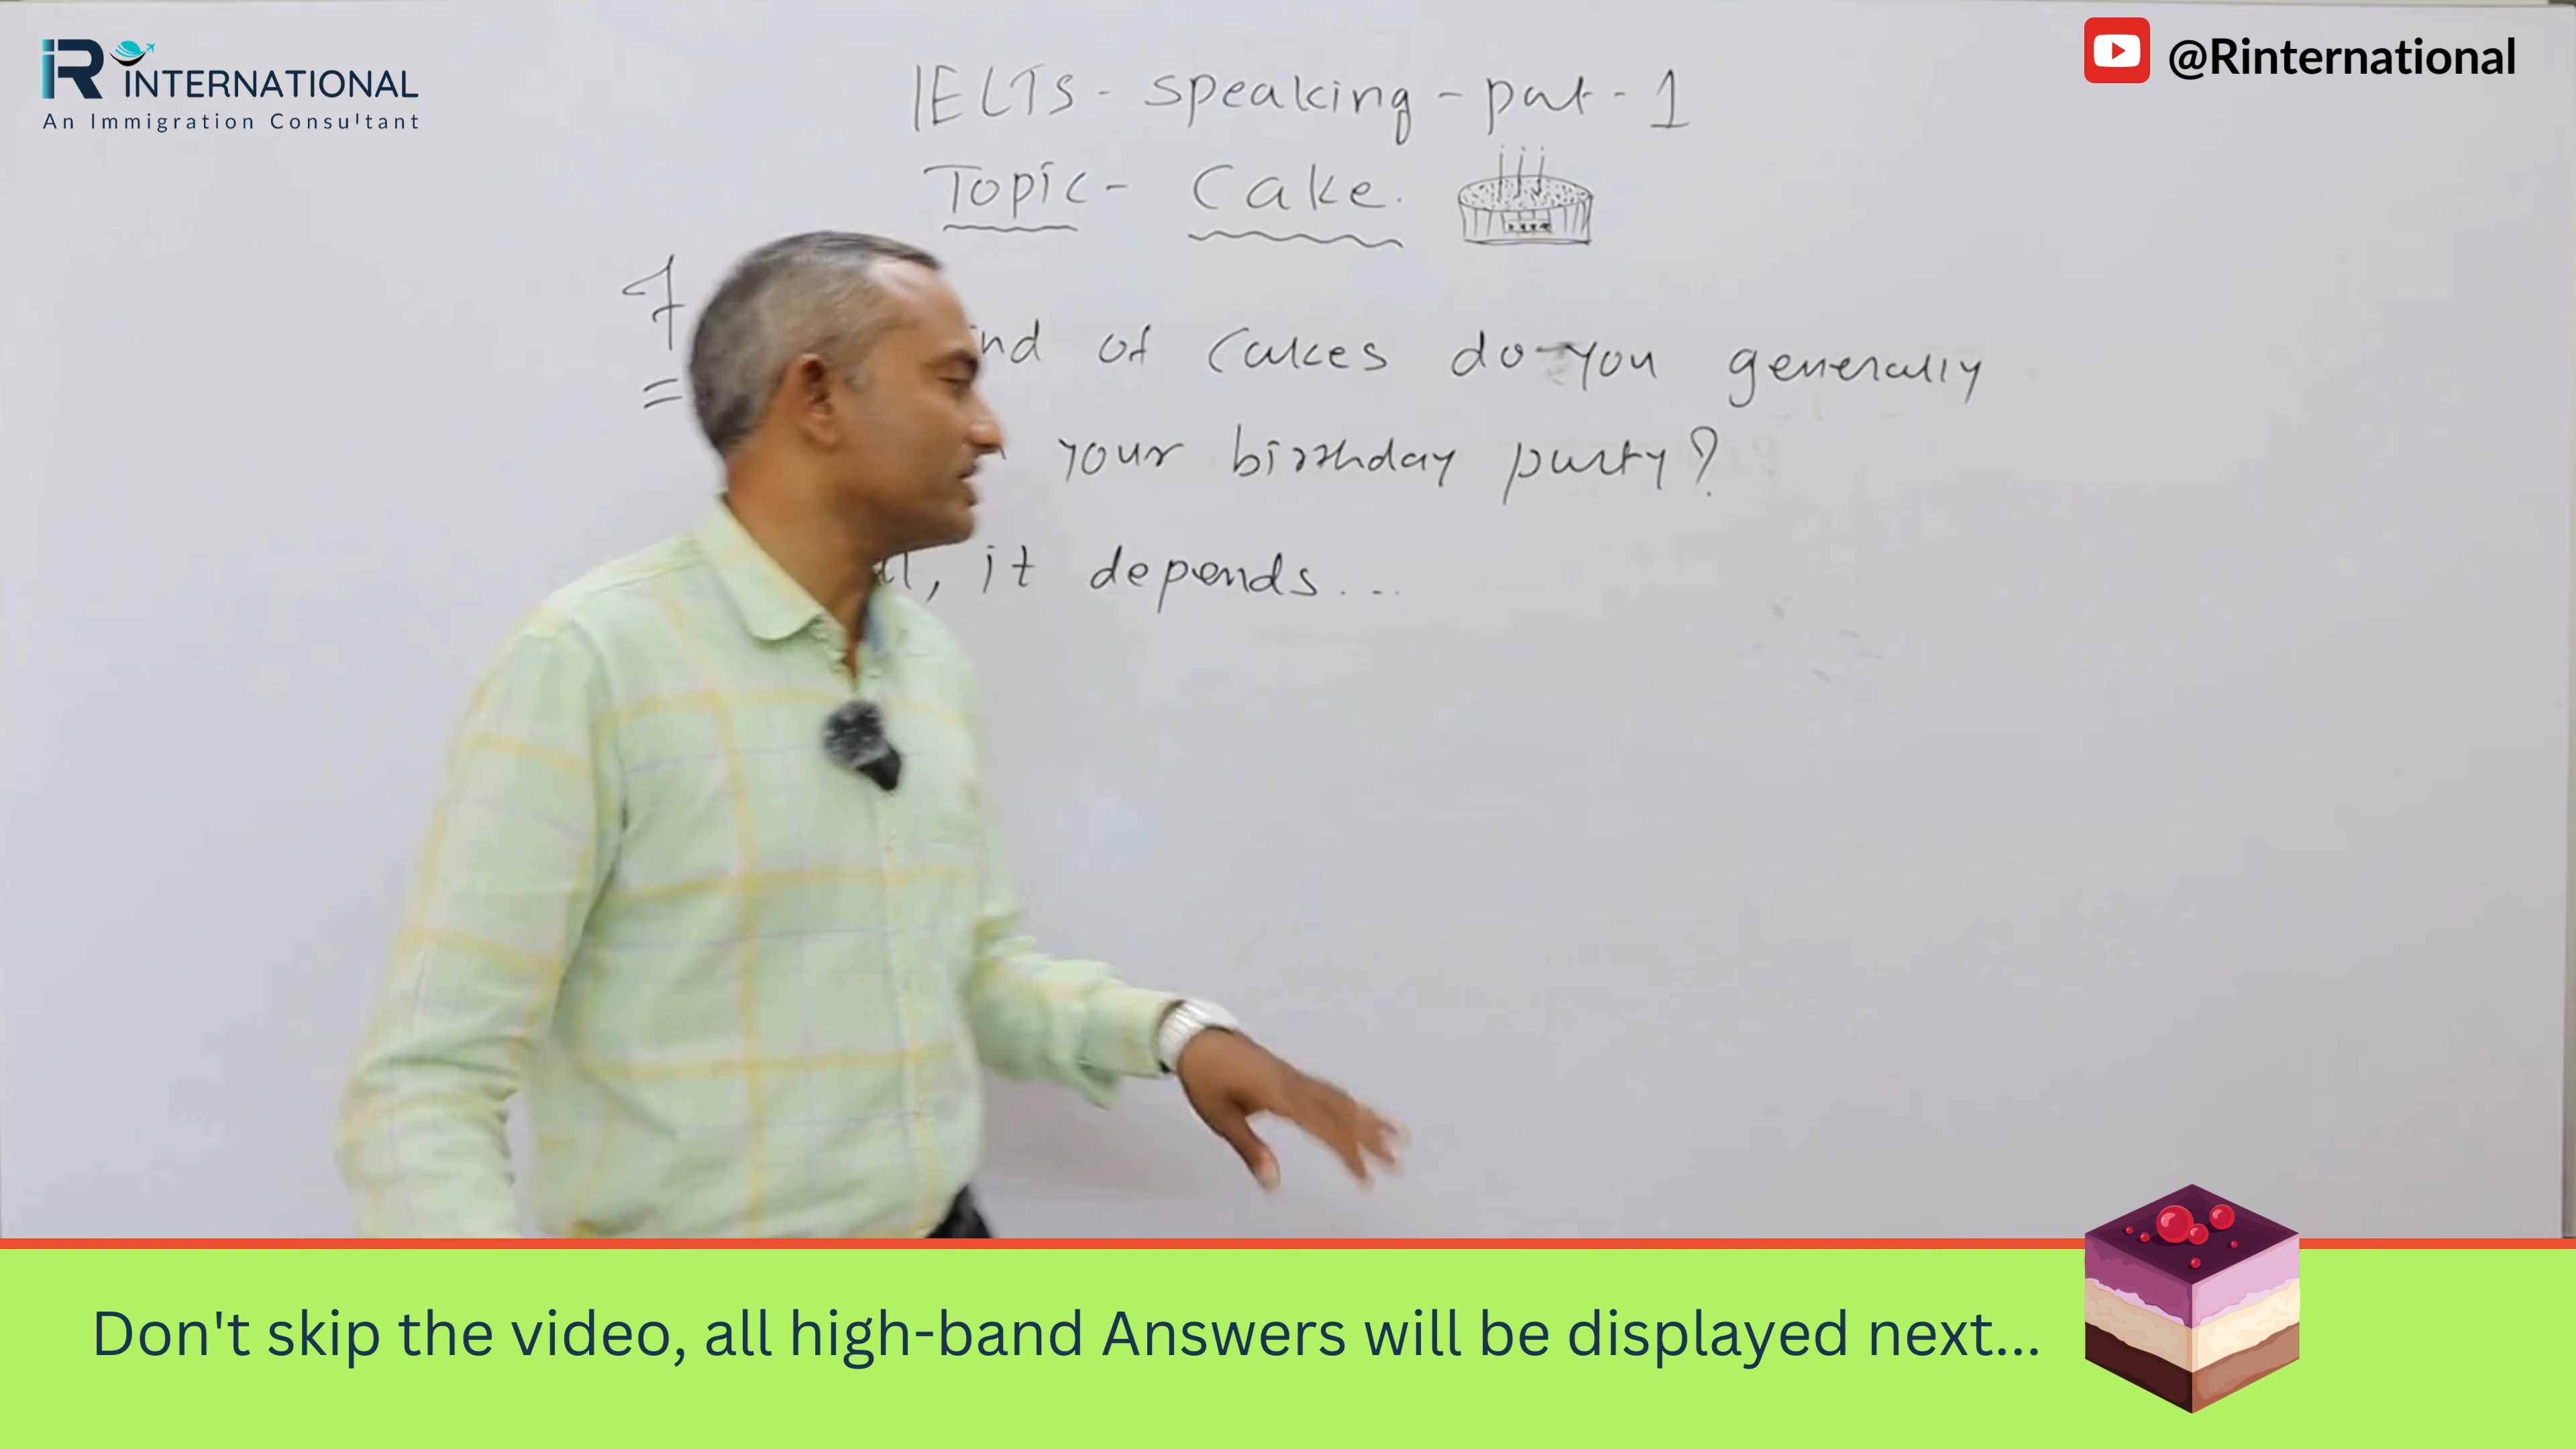 iR INTERNATIONAL
An Immigration Consultant
@Rinternational
IELTS - speaking - part - 1
Topic - Cake.
of cakes do you generally
your birthday party?
, it depends...
Don't skip the video, all high-band Answers will be displayed next...